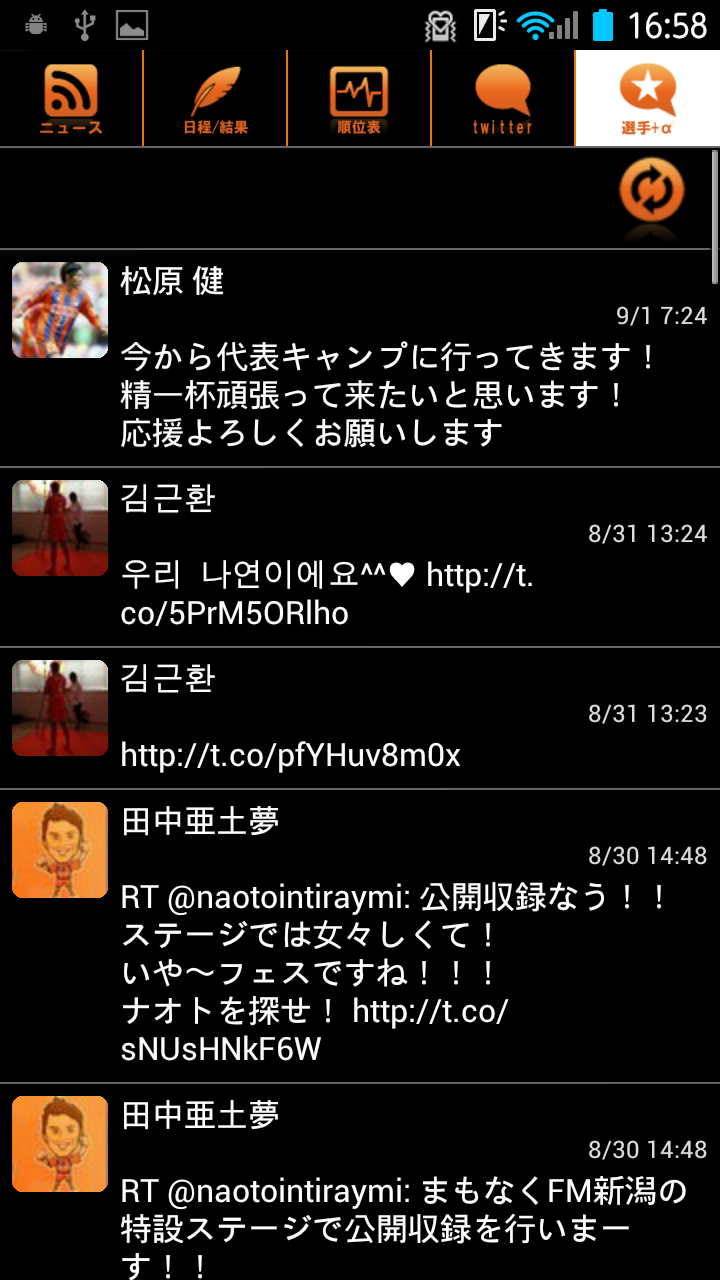 16:58
ニュース
日程/結果
順位表
twitter
選手+α
松原 健
9/1 7:24
今から代表キャンプに行ってきます！
精一杯頑張って来たいと思います！
応援よろしくお願いします
김근환
8/31 13:24
우리  나연이에요^^♥ http://t.
co/5PrM5ORlho
김근환
8/31 13:23
http://t.co/pfYHuv8m0x
田中亜土夢
8/30 14:48
RT @naotointiraymi: 公開収録なう！！
ステージでは女々しくて！
いや〜フェスですね！！！
ナオトを探せ！ http://t.co/
sNUsHNkF6W
田中亜土夢
8/30 14:48
RT @naotointiraymi: まもなくFM新潟の
特設ステージで公開収録を行いまー
す！！